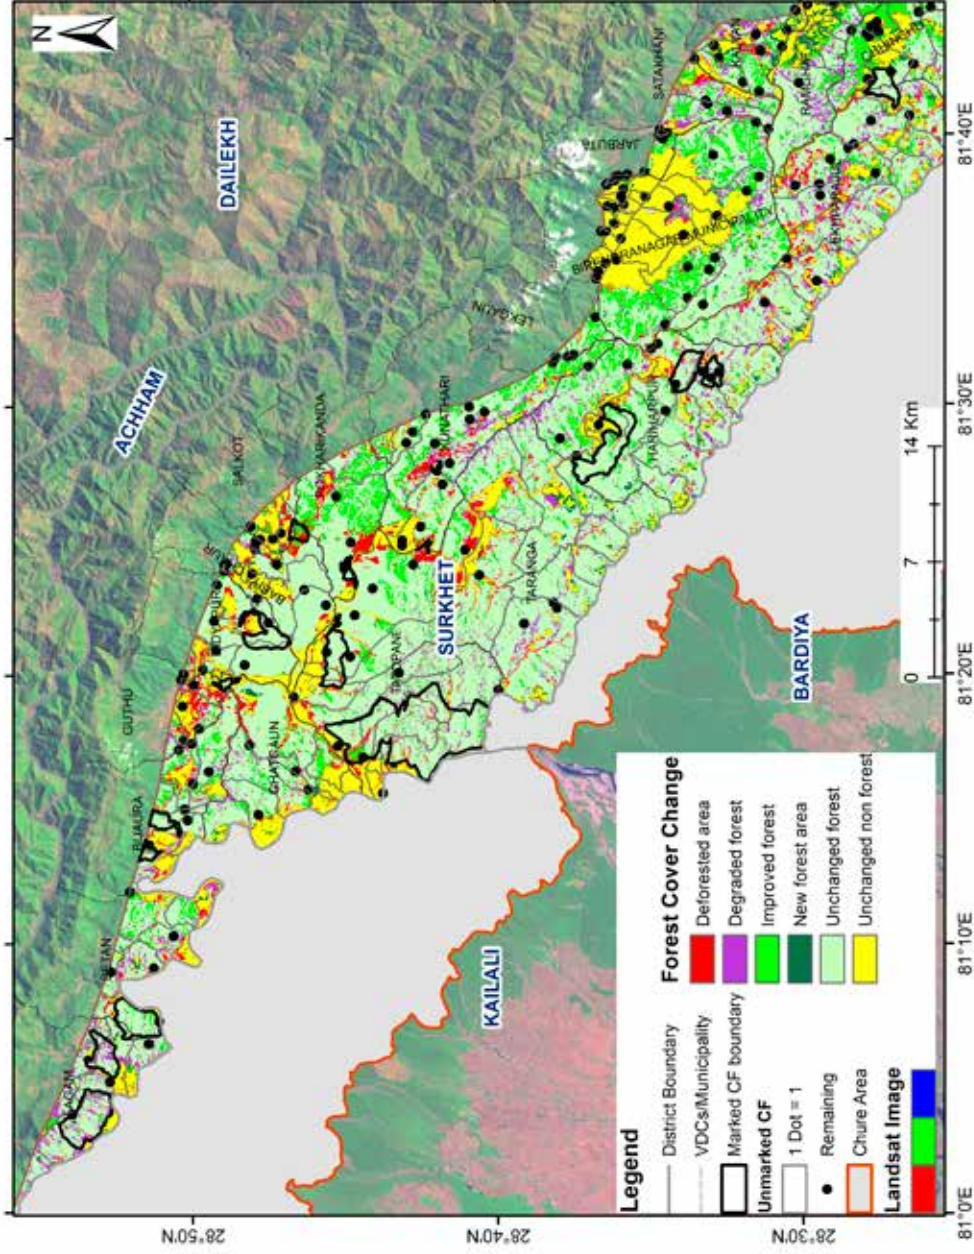 N
DAILEKH
ACHHAM
SURKHET
BARDIYA
KAILALI
SATAKHANI
JARBUTA
LEKGAUN
SALKOT
GUTHU
BIJAURA
AGAM
GHATGAUN
TARANGA
HARIHARPUR
BIRENDRANAGAR MUNICIPALITY
28°50'N
28°40'N
28°30'N
81°0'E
81°10'E
81°20'E
81°30'E
81°40'E
0
7
14 Km
Legend
District Boundary
VDCs/Municipality
Marked CF boundary
Unmarked CF
1 Dot = 1
Remaining
Chure Area
Landsat Image
Forest Cover Change
Deforested area
Degraded forest
Improved forest
New forest area
Unchanged forest
Unchanged non forest